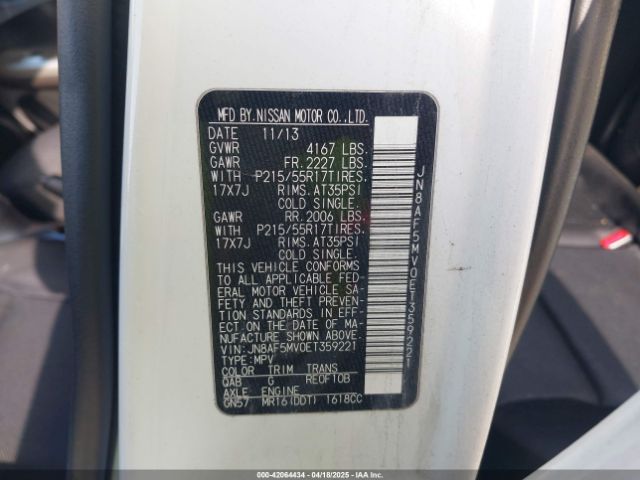 MFD BY.NISSAN MOTOR CO.,LTD.
DATE 11/13
GVWR 4167 LBS.
GAWR FR. 2227 LBS.
WITH P215/55R17TIRES.
17X7J RIMS. AT35PSI
COLD SINGLE.
GAWR RR. 2006 LBS.
WITH P215/55R17TIRES.
17X7J RIMS. AT35PSI
COLD SINGLE.
THIS VEHICLE CONFORMS
TO ALL APPLICABLE FED-
ERAL MOTOR VEHICLE SA-
FETY AND THEFT PREVEN-
TION STANDARDS IN EFF-
ECT ON THE DATE OF MA-
NUFACTURE SHOWN ABOVE.
VIN:JN8AF5MV0ET359221
TYPE:MPV
COLOR TRIM TRANS
QAB G RE0F10B
AXLE ENGINE
GN57 MR16(DDT) 1618CC
JN8AF5MV0ET359221
000-42064434 | 04/18/2025 | IAAI.COM